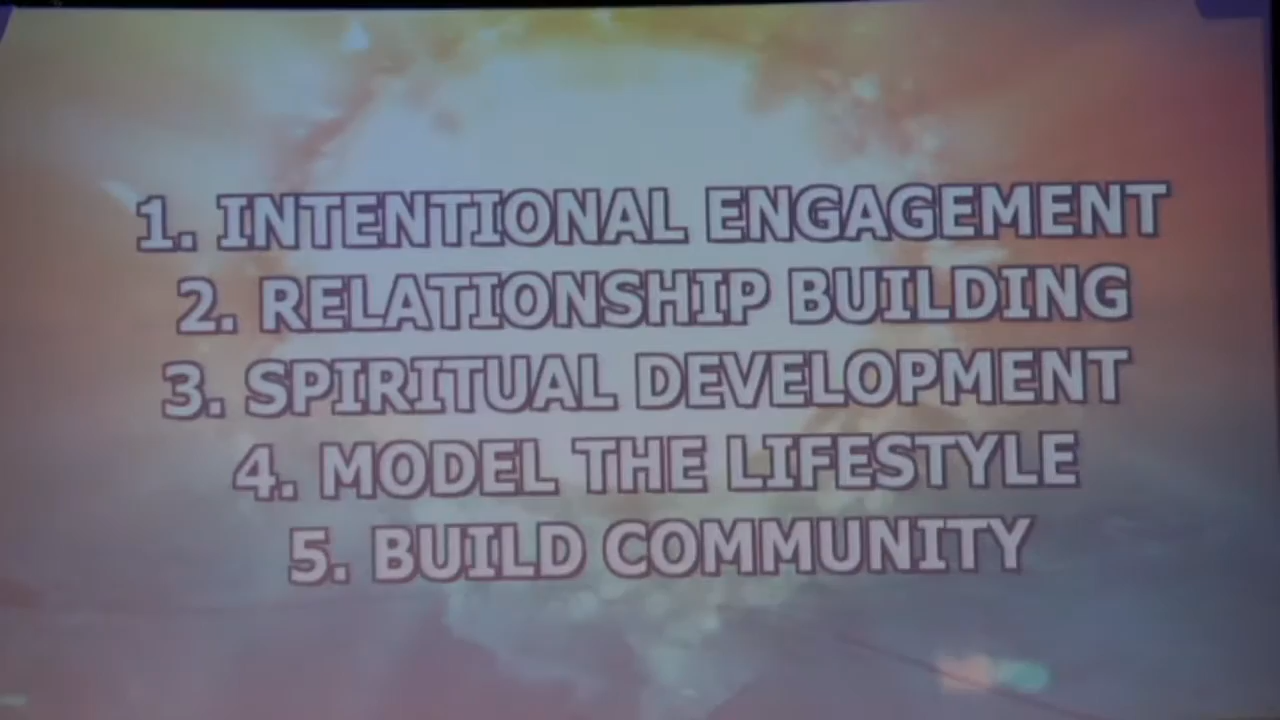 1. INTENTIONAL ENGAGEMENT
2. RELATIONSHIP BUILDING
3. SPIRITUAL DEVELOPMENT
4. MODEL THE LIFESTYLE
5. BUILD COMMUNITY